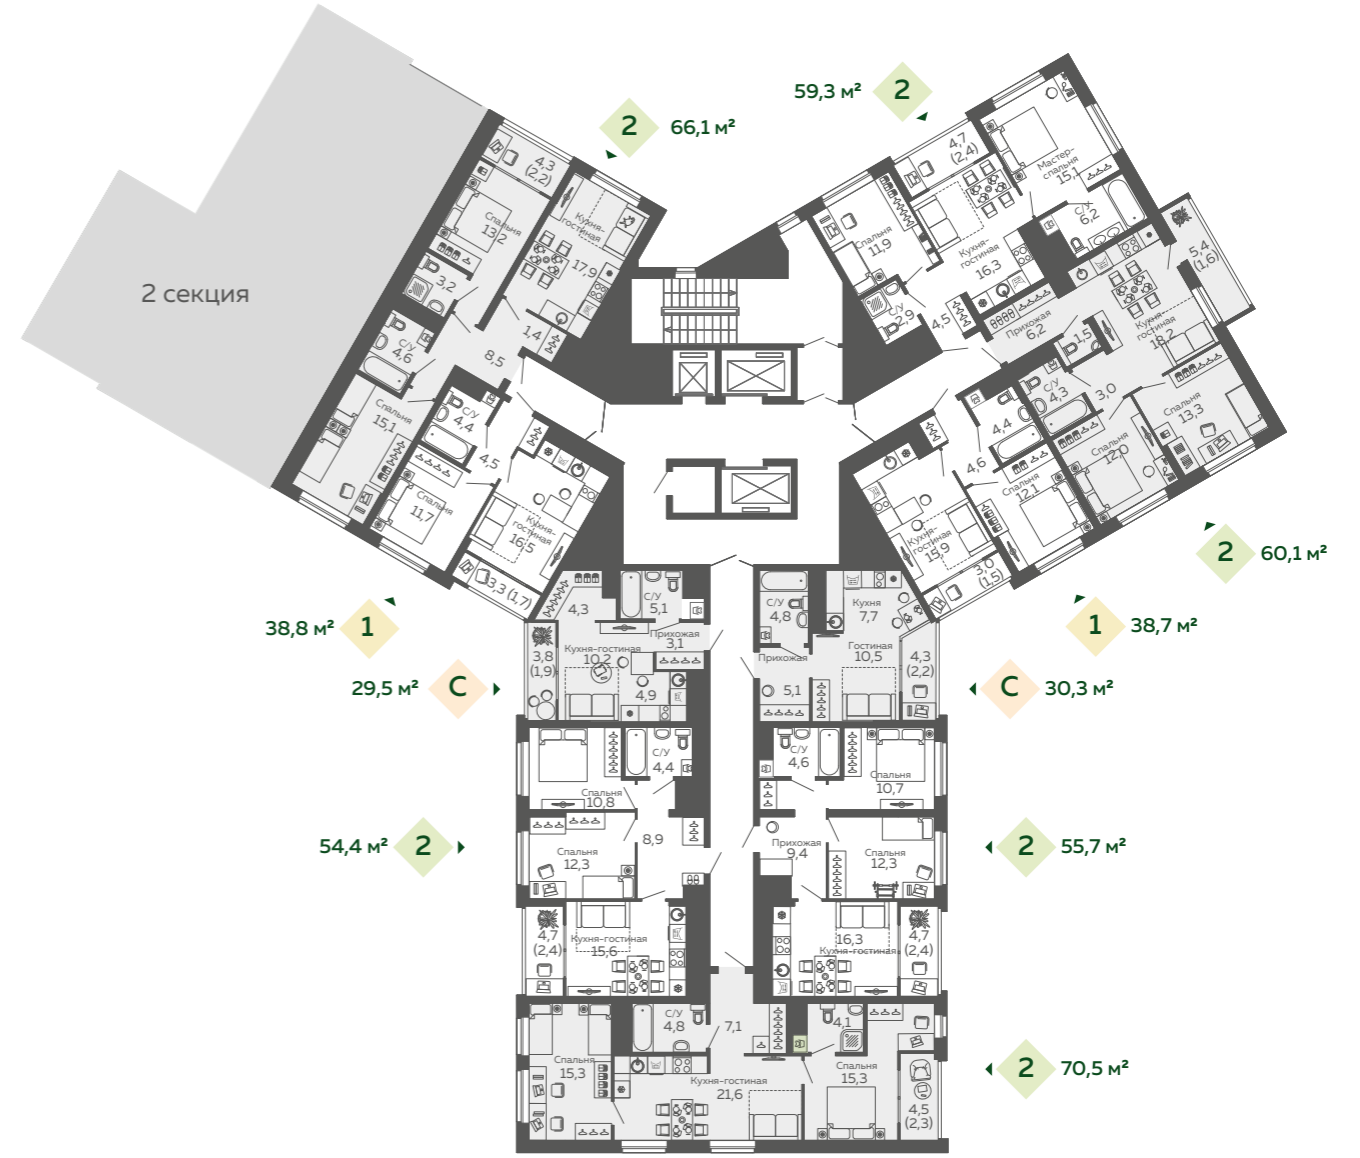 2 секция
2
66,1 м²
4,3
(2,2)
Спальня
13,2
Кухня-
гостиная
17,9
3,2
1,4
С/У
4,6
8,5
Спальня
15,1
С/У
4,4
4,5
Спальня
11,7
Кухня-
гостиная
16,5
3,3 (1,7)
38,8 м²
1
59,3 м²
2
4,7
(2,4)
Мастер-
спальня
15,1
Спальня
11,9
Кухня-
гостиная
16,3
С/У
6,2
С/У
2,9
4,5
5,4
(1,6)
Прихожая
6,2
Кухня-
гостиная
18,2
1,5
С/У
4,3
3,0
Спальня
13,3
Спальня
12,0
2
60,1 м²
4,4
4,6
Спальня
12,1
Кухня-
гостиная
15,9
3,0
(1,5)
1
38,7 м²
29,5 м²
С
4,3
С/У
5,1
Прихожая
3,1
Кухня-гостиная
10,2
3,8
(1,9)
4,9
С/У
4,8
Кухня
7,7
Прихожая
5,1
Гостиная
10,5
4,3
(2,2)
С
30,3 м²
54,4 м²
2
С/У
4,4
Спальня
10,8
8,9
Спальня
12,3
4,7
(2,4)
Кухня-гостиная
15,6
С/У
4,6
Спальня
10,7
Прихожая
9,4
Спальня
12,3
16,3
Кухня-гостиная
4,7
(2,4)
2
55,7 м²
С/У
4,8
7,1
4,1
Спальня
15,3
Кухня-гостиная
21,6
Спальня
15,3
4,5
(2,3)
2
70,5 м²